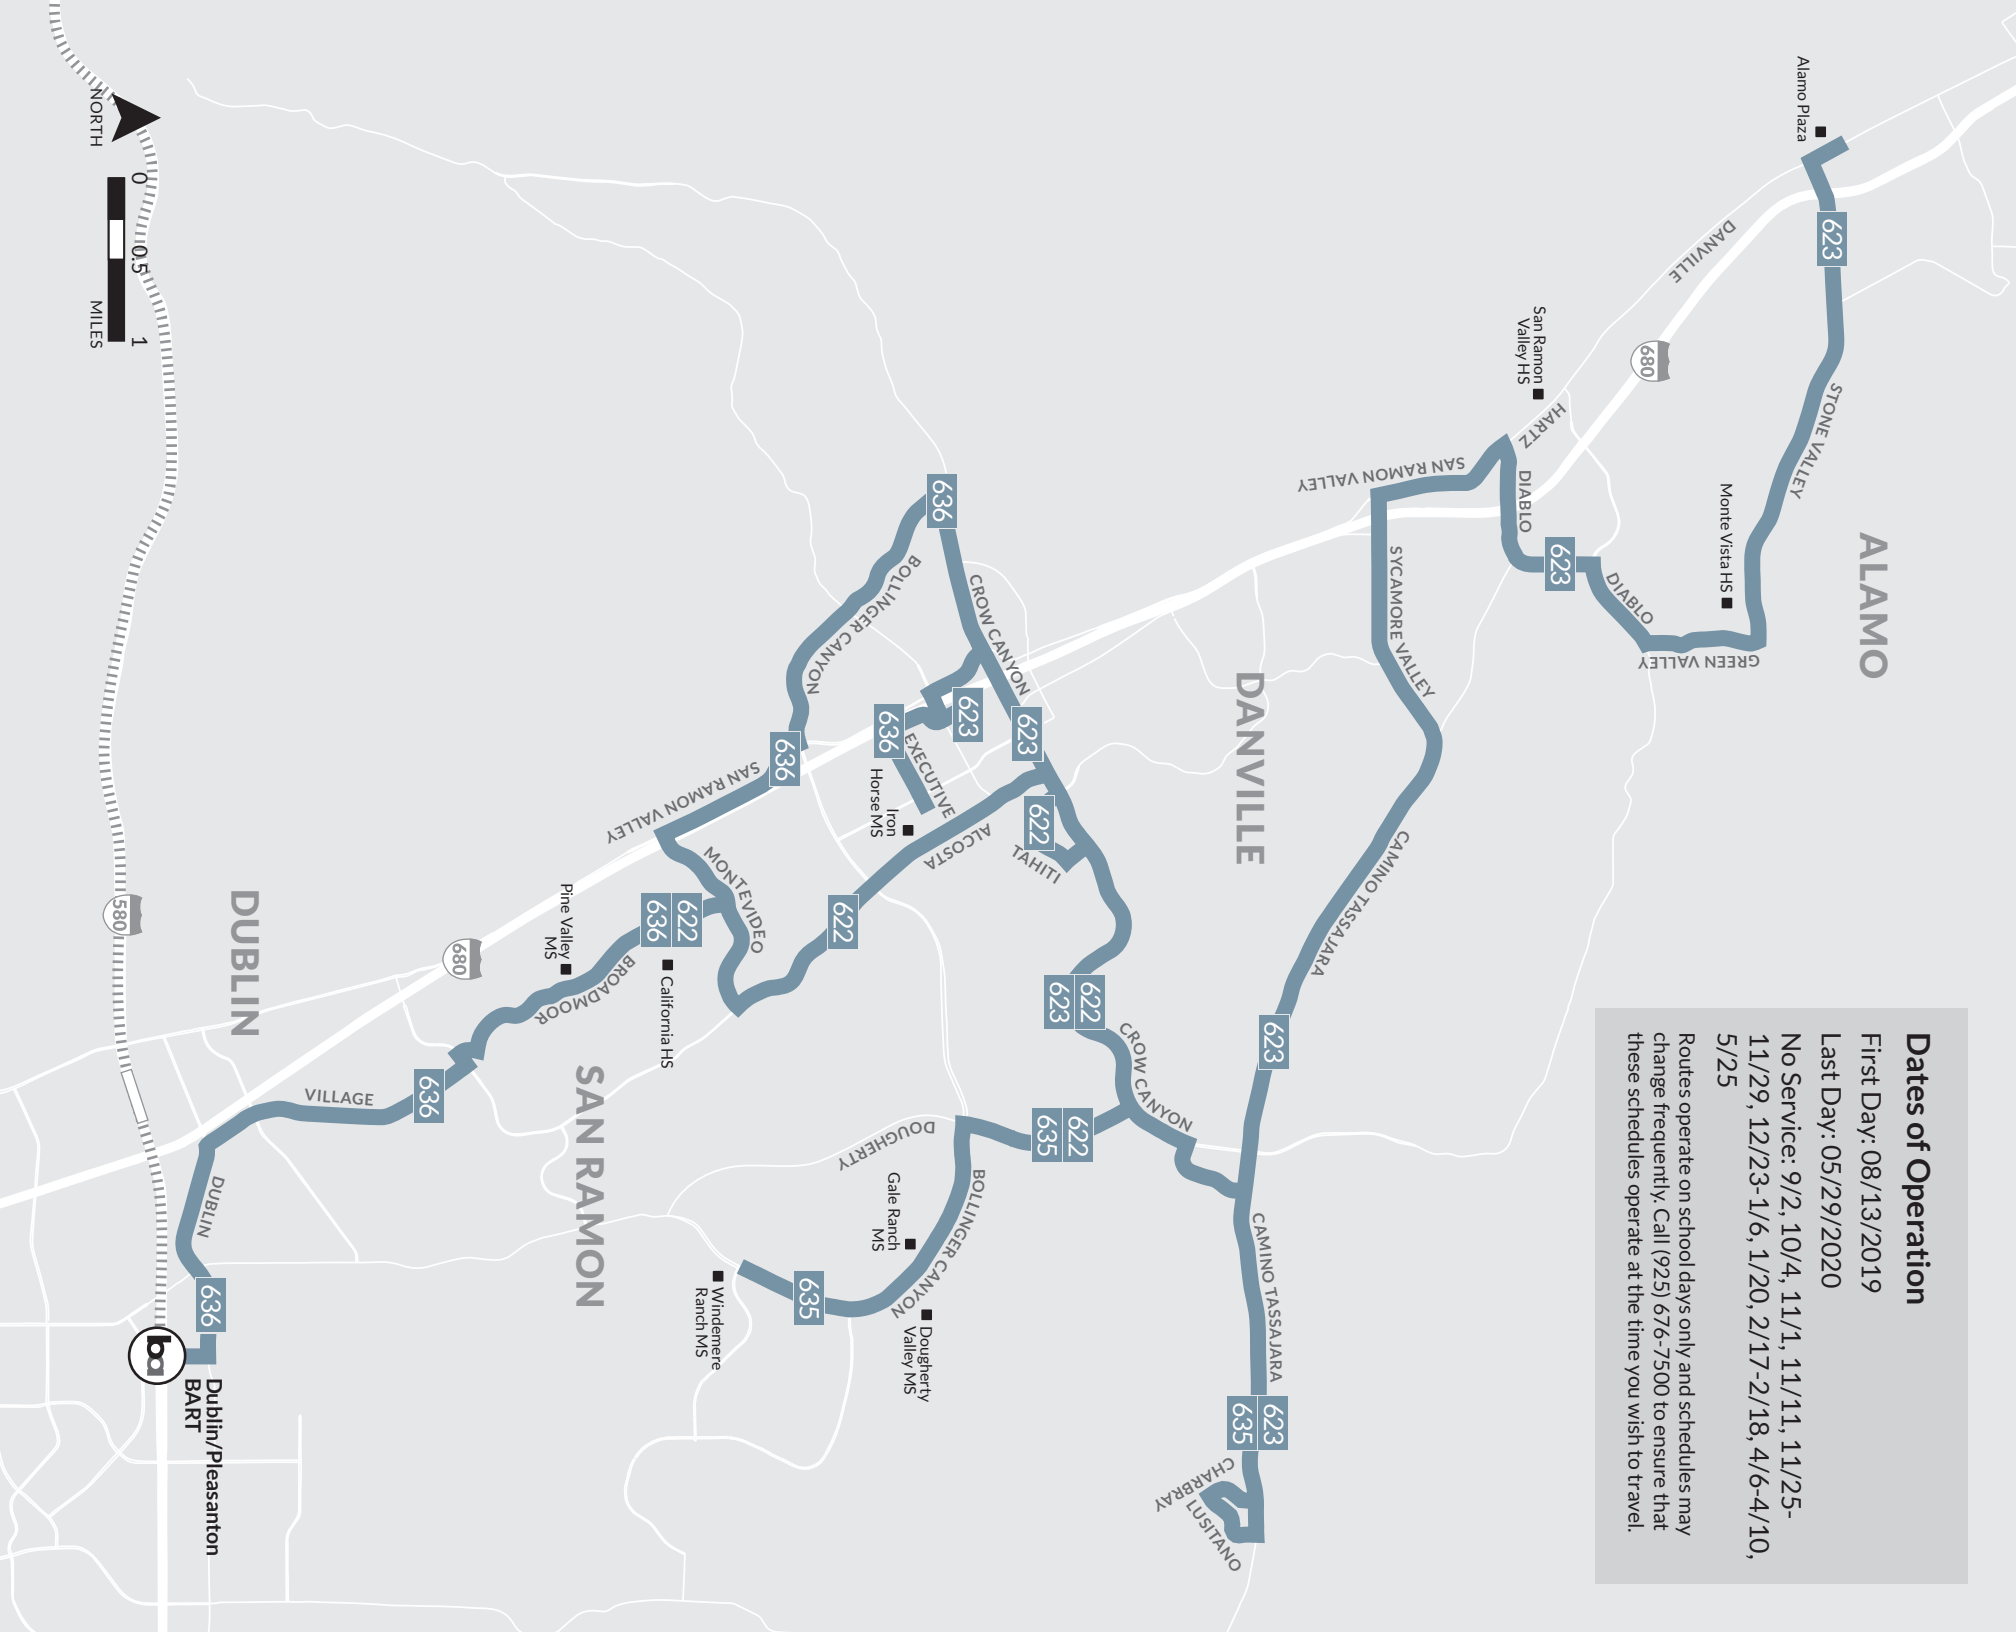 Dates of Operation
First Day: 08/13/2019
Last Day: 05/29/2020
No Service: 9/2, 10/4, 11/1, 11/11, 11/25-
11/29, 12/23-1/6, 1/20, 2/17-2/18, 4/6-4/10,
5/25
Routes operate on school days only and schedules may
change frequently. Call (925) 676-7500 to ensure that
these schedules operate at the time you wish to travel.
Alamo Plaza
623
STONE VALLEY
ALAMO
DANVILLE
680
San Ramon
Valley HS
HARTZ
Monte Vista HS
GREEN VALLEY
DIABLO
623
DIABLO
SAN RAMON VALLEY
SYCAMORE VALLEY
DANVILLE
CAMINO TASSAJARA
623
CAMINO TASSAJARA
623
635
CHARBRAY
LUSITANO
636
CROW CANYON
BOLLINGER CANYON
623
623
636
EXECUTIVE
Iron
Horse MS
622
TAHITI
ALCOSTA
622
623
CROW CANYON
622
635
DOUGHERTY
BOLLINGER CANYON
Gale Ranch
MS
Dougherty
Valley MS
635
Windemere
Ranch MS
636
SAN RAMON VALLEY
MONTEVIDEO
622
622
636
California HS
Pine Valley
MS
BROADMOOR
SAN RAMON
680
636
VILLAGE
DUBLIN
580
DUBLIN
636
ba
Dublin/Pleasanton
BART
NORTH
0
0.5
1
MILES